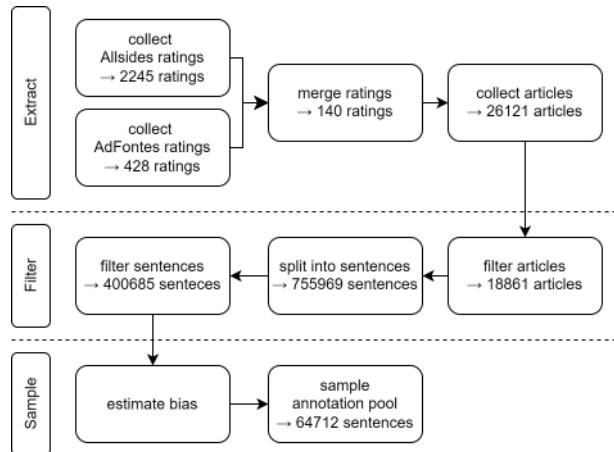 Extract
collect
Allsides ratings
→ 2245 ratings
collect
AdFontes ratings
→ 428 ratings
merge ratings
→ 140 ratings
collect articles
→ 26121 articles
Filter
filter sentences
→ 400685 senteces
split into sentences
→ 755969 sentences
filter articles
→ 18861 articles
Sample
estimate bias
sample
annotation pool
→ 64712 sentences